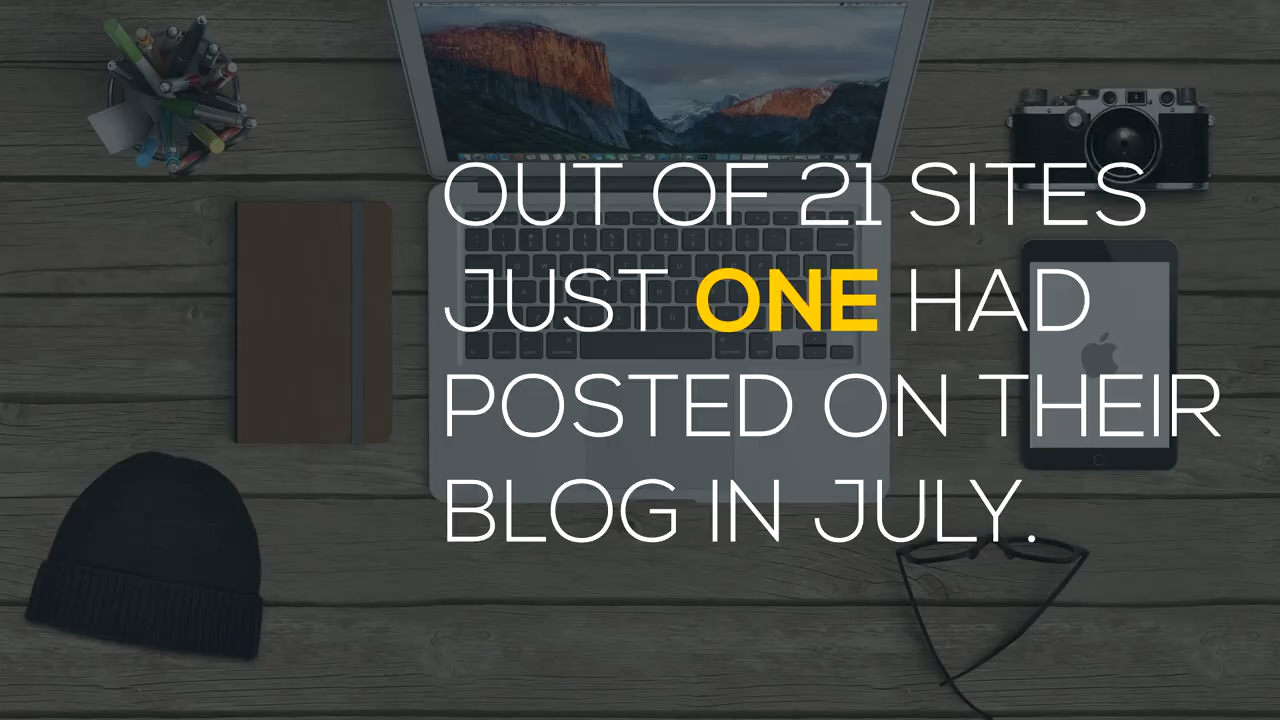 OUT OF 21 SITES
JUST ONE HAD
POSTED ON THEIR
BLOG IN JULY.